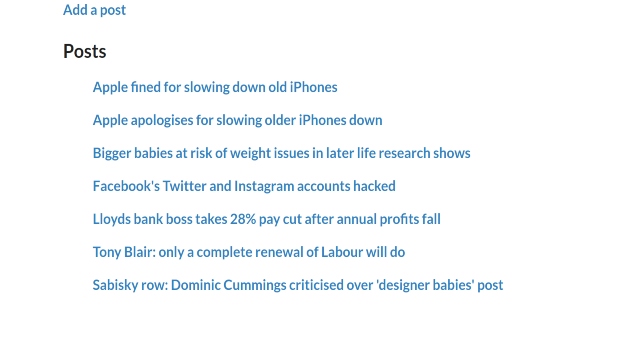 Add a post
Posts
Apple fined for slowing down old iPhones
Apple apologises for slowing older iPhones down
Bigger babies at risk of weight issues in later life research shows
Facebook's Twitter and Instagram accounts hacked
Lloyds bank boss takes 28% pay cut after annual profits fall
Tony Blair: only a complete renewal of Labour will do
Sabisky row: Dominic Cummings criticised over 'designer babies' post